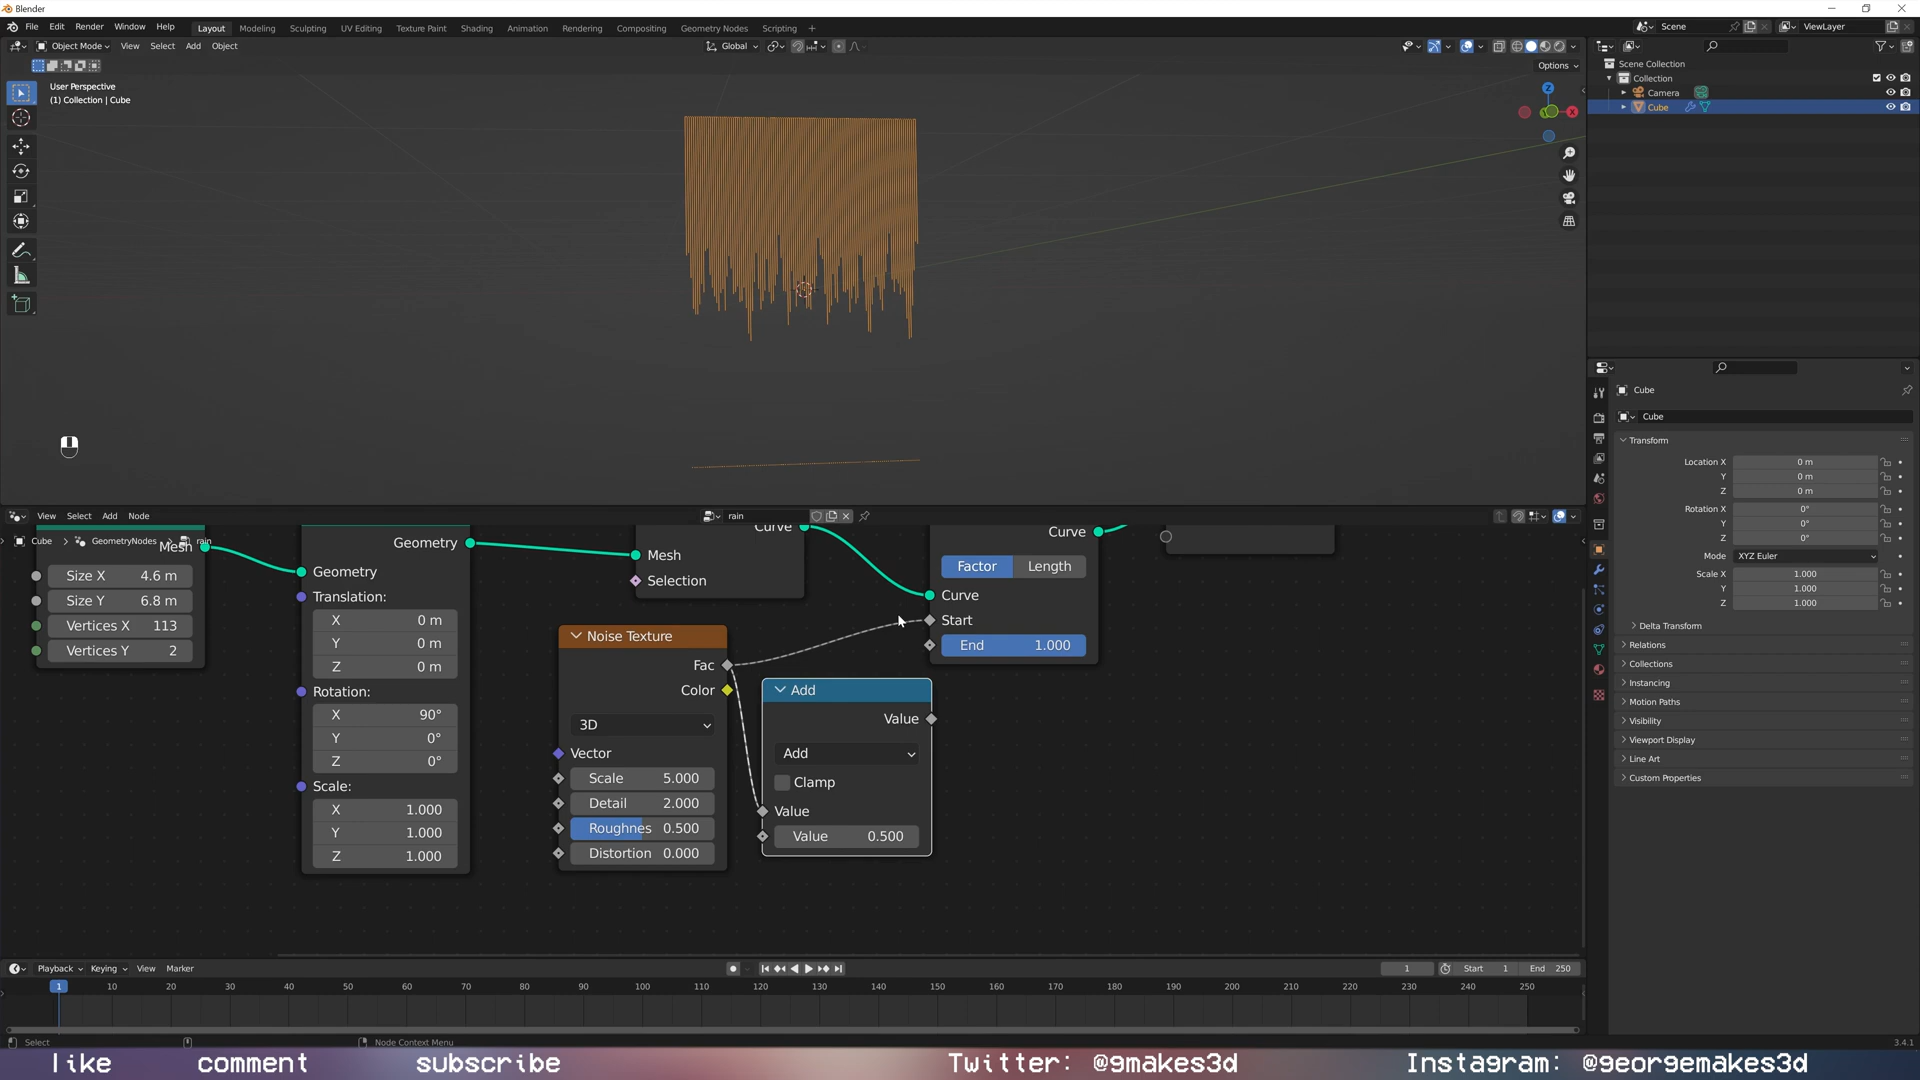 Blender
File Edit Render Window Help Layout Modeling Sculpting UV Editing Texture Paint Shading Animation Rendering Compositing Geometry Nodes Scripting + Scene ViewLayer
Object Mode View Select Add Object Global
Options
User Perspective
(1) Collection | Cube
Z
X
Scene Collection
Collection
Camera
Cube
Cube
Cube
Transform
Location X 0 m
Y 0 m
Z 0 m
Rotation X 0°
Y 0°
Z 0°
Mode XYZ Euler
Scale X 1.000
Y 1.000
Z 1.000
Delta Transform
Relations
Collections
Instancing
Motion Paths
Visibility
Viewport Display
Line Art
Custom Properties
View Select Add Node rain
Cube > GeometryNodes > rain
Mesh
Size X 4.6 m
Size Y 6.8 m
Vertices X 113
Vertices Y 2
Geometry
Geometry
Translation:
X 0 m
Y 0 m
Z 0 m
Rotation:
X 90°
Y 0°
Z 0°
Scale:
X 1.000
Y 1.000
Z 1.000
Curve
Mesh
Selection
Noise Texture
Fac
Color
3D
Vector
Scale 5.000
Detail 2.000
Roughnes 0.500
Distortion 0.000
Add
Value
Add
Clamp
Value
Value 0.500
Curve
Factor Length
Curve
Start
End 1.000
Playback Keying View Marker 1 Start 1 End 250
1 10 20 30 40 50 60 70 80 90 100 110 120 130 140 150 160 170 180 190 200 210 220 230 240 250
Select Node Context Menu 3.4.1
like comment subscribe Twitter: @gmakes3d Instagram: @georgemakes3d